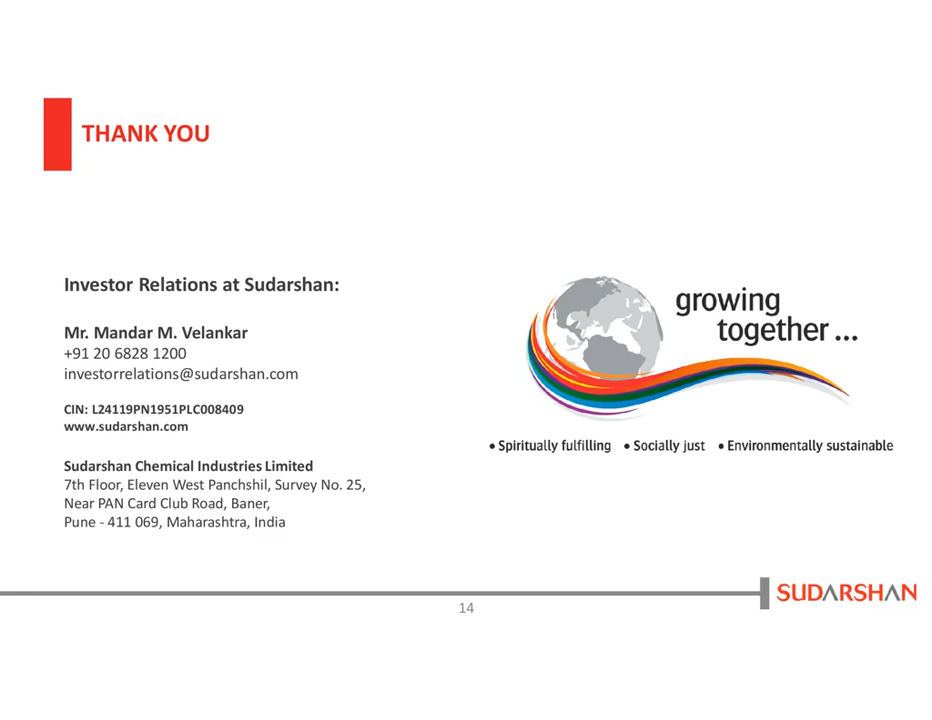 THANK YOU
Investor Relations at Sudarshan:
Mr. Mandar M. Velankar
+91 20 6828 1200
investorrelations@sudarshan.com
CIN: L24119PN1951PLC008409
www.sudarshan.com
Sudarshan Chemical Industries Limited
7th Floor, Eleven West Panchshil, Survey No. 25,
Near PAN Card Club Road, Baner,
Pune - 411 069, Maharashtra, India
growing
together ...
• Spiritually fulfilling • Socially just • Environmentally sustainable
SUDARSHAN
14